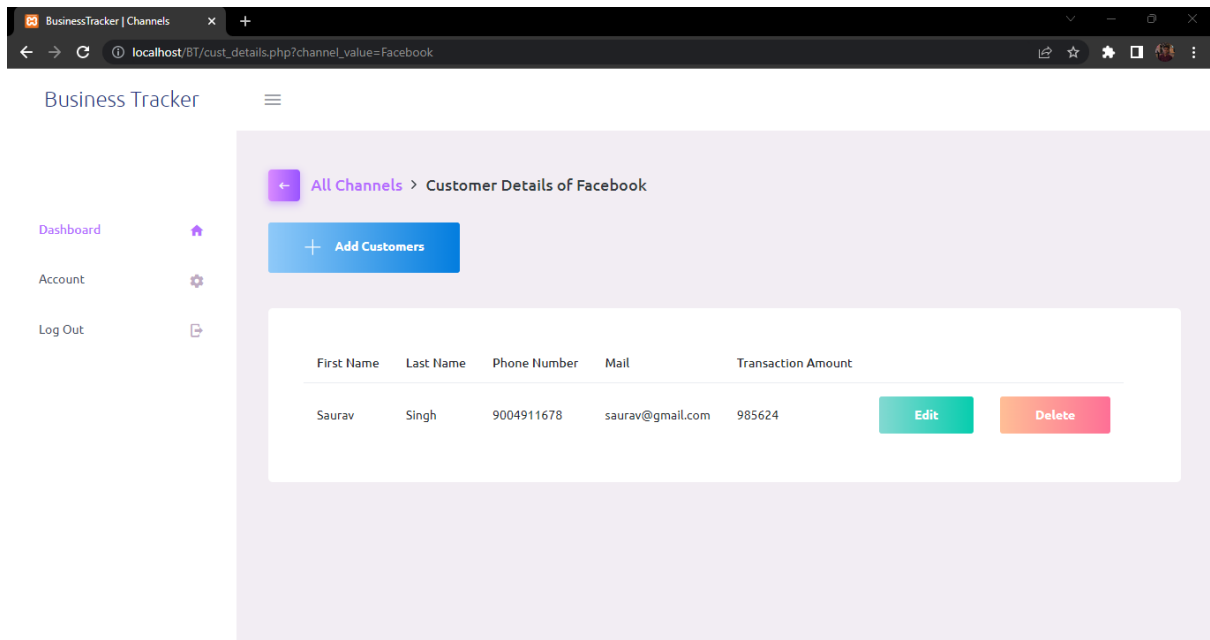 BusinessTracker | Channels
localhost/BT/cust_details.php?channel_value=Facebook
Business Tracker
All Channels > Customer Details of Facebook
Dashboard
Add Customers
Account
Log Out
First Name Last Name Phone Number Mail Transaction Amount
Saurav Singh 9004911678 saurav@gmail.com 985624 Edit Delete